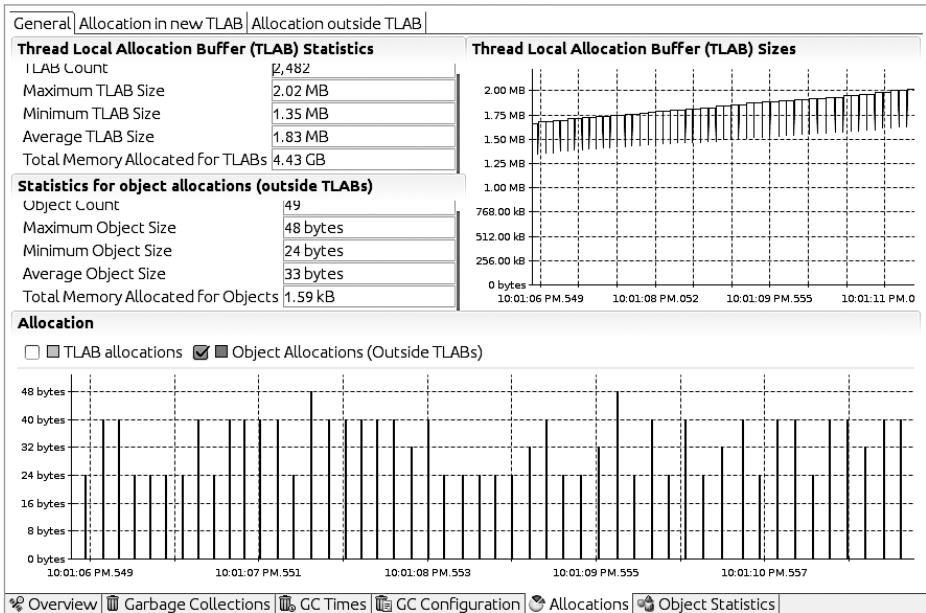 General Allocation in new TLAB Allocation outside TLAB
Thread Local Allocation Buffer (TLAB) Statistics
TLAB Count 2,482
Maximum TLAB Size 2.02 MB
Minimum TLAB Size 1.35 MB
Average TLAB Size 1.83 MB
Total Memory Allocated for TLABs 4.43 GB
Statistics for object allocations (outside TLABs)
Object Count 49
Maximum Object Size 48 bytes
Minimum Object Size 24 bytes
Average Object Size 33 bytes
Total Memory Allocated for Objects 1.59 kB
Thread Local Allocation Buffer (TLAB) Sizes
2.00 MB
1.75 MB
1.50 MB
1.25 MB
1.00 MB
768.00 kB
512.00 kB
256.00 kB
0 bytes
10:01:06 PM.549 10:01:08 PM.052 10:01:09 PM.555 10:01:11 PM.0
Allocation
TLAB allocations Object Allocations (Outside TLABs)
48 bytes
40 bytes
32 bytes
24 bytes
16 bytes
8 bytes
0 bytes
10:01:06 PM.549 10:01:07 PM.551 10:01:08 PM.553 10:01:09 PM.555 10:01:10 PM.557
Overview Garbage Collections GC Times GC Configuration Allocations Object Statistics